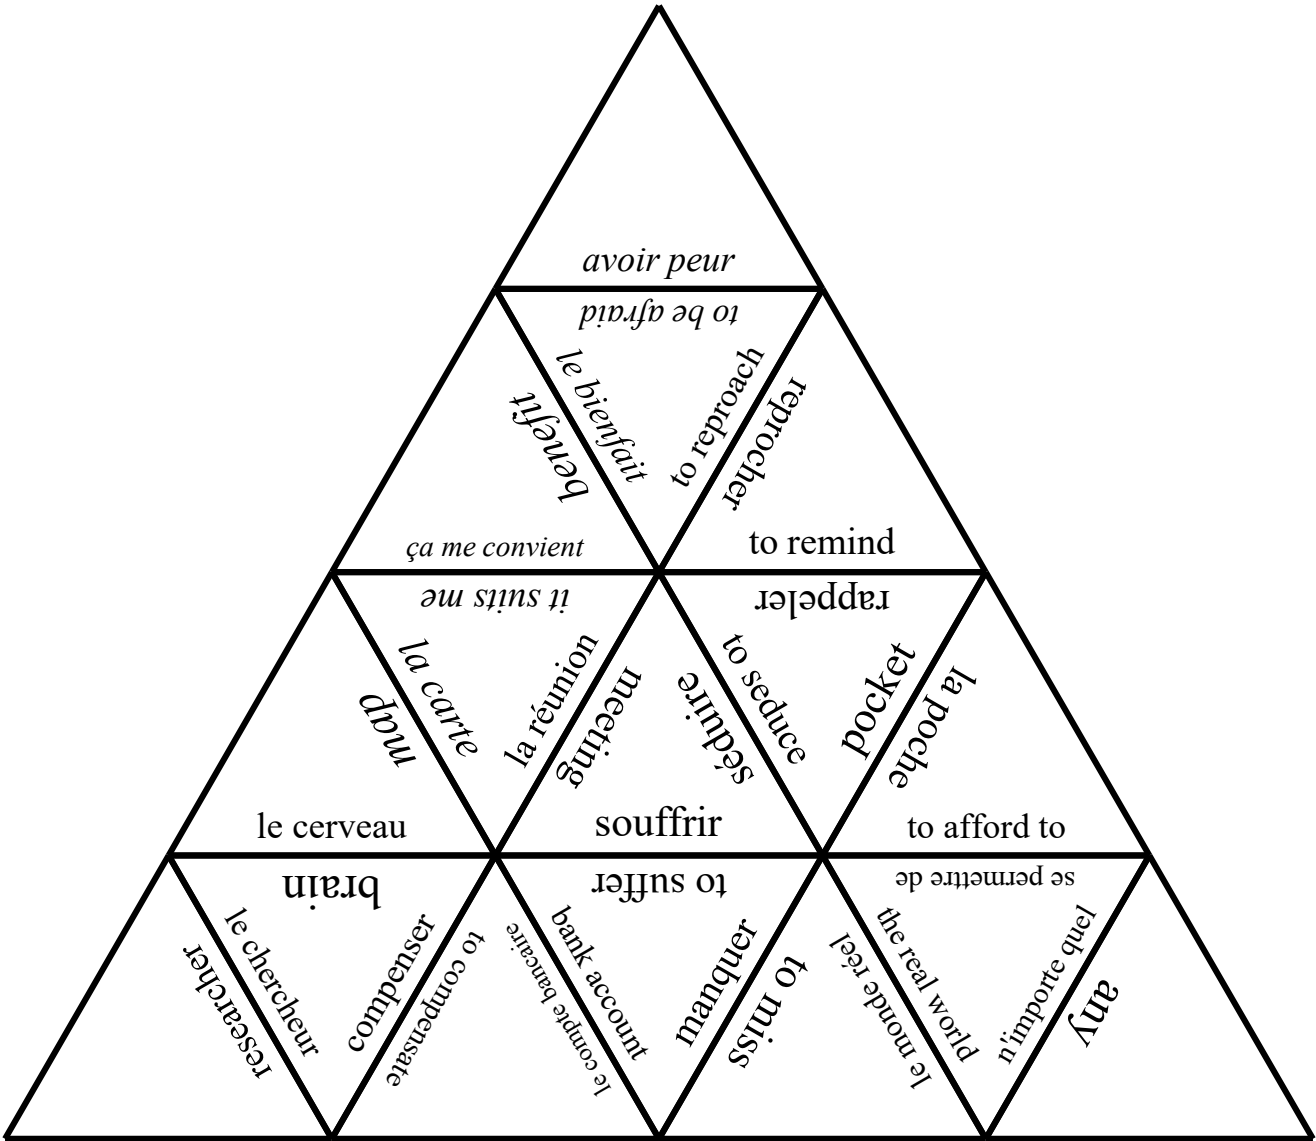 avoir peur
to be afraid
le bienfait
benefit
to reproach
reprocher
ça me convient
to remind
it suits me
rappeler
la carte
map
la réunion
meeting
séduire
to seduce
pocket
la poche
le cerveau
souffrir
to afford to
brain
to suffer
se permettre de
le chercheur
researcher
compenser
to compensate
le compte bancaire
bank account
manquer
to miss
le monde réel
the real world
n'importe quel
any